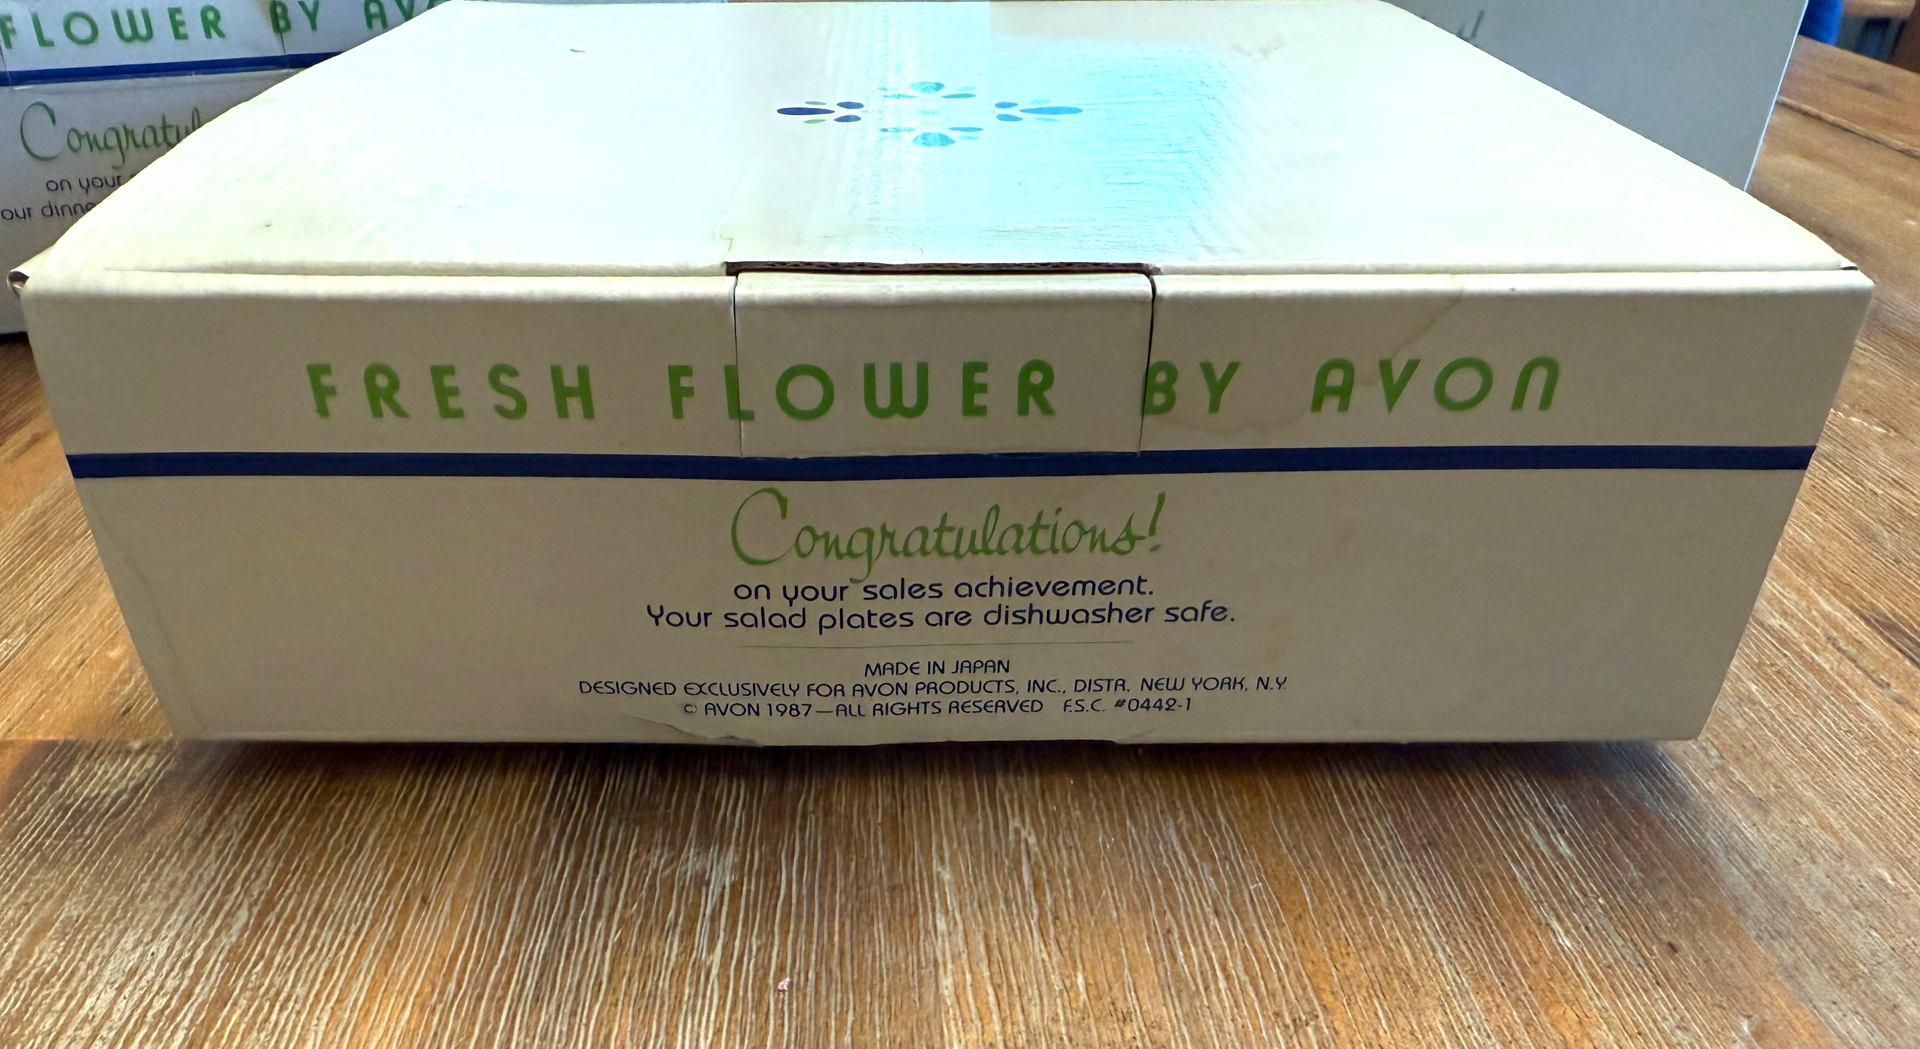 FLOWER BY AV
Congratul
on your
our dinne
FRESH FLOWER BY AVON
Congratulations!
on your sales achievement.
Your salad plates are dishwasher safe.
MADE IN JAPAN
DESIGNED EXCLUSIVELY FOR AVON PRODUCTS, INC., DISTR. NEW YORK, N.Y.
© AVON 1987—ALL RIGHTS RESERVED F.S.C. #0442-1